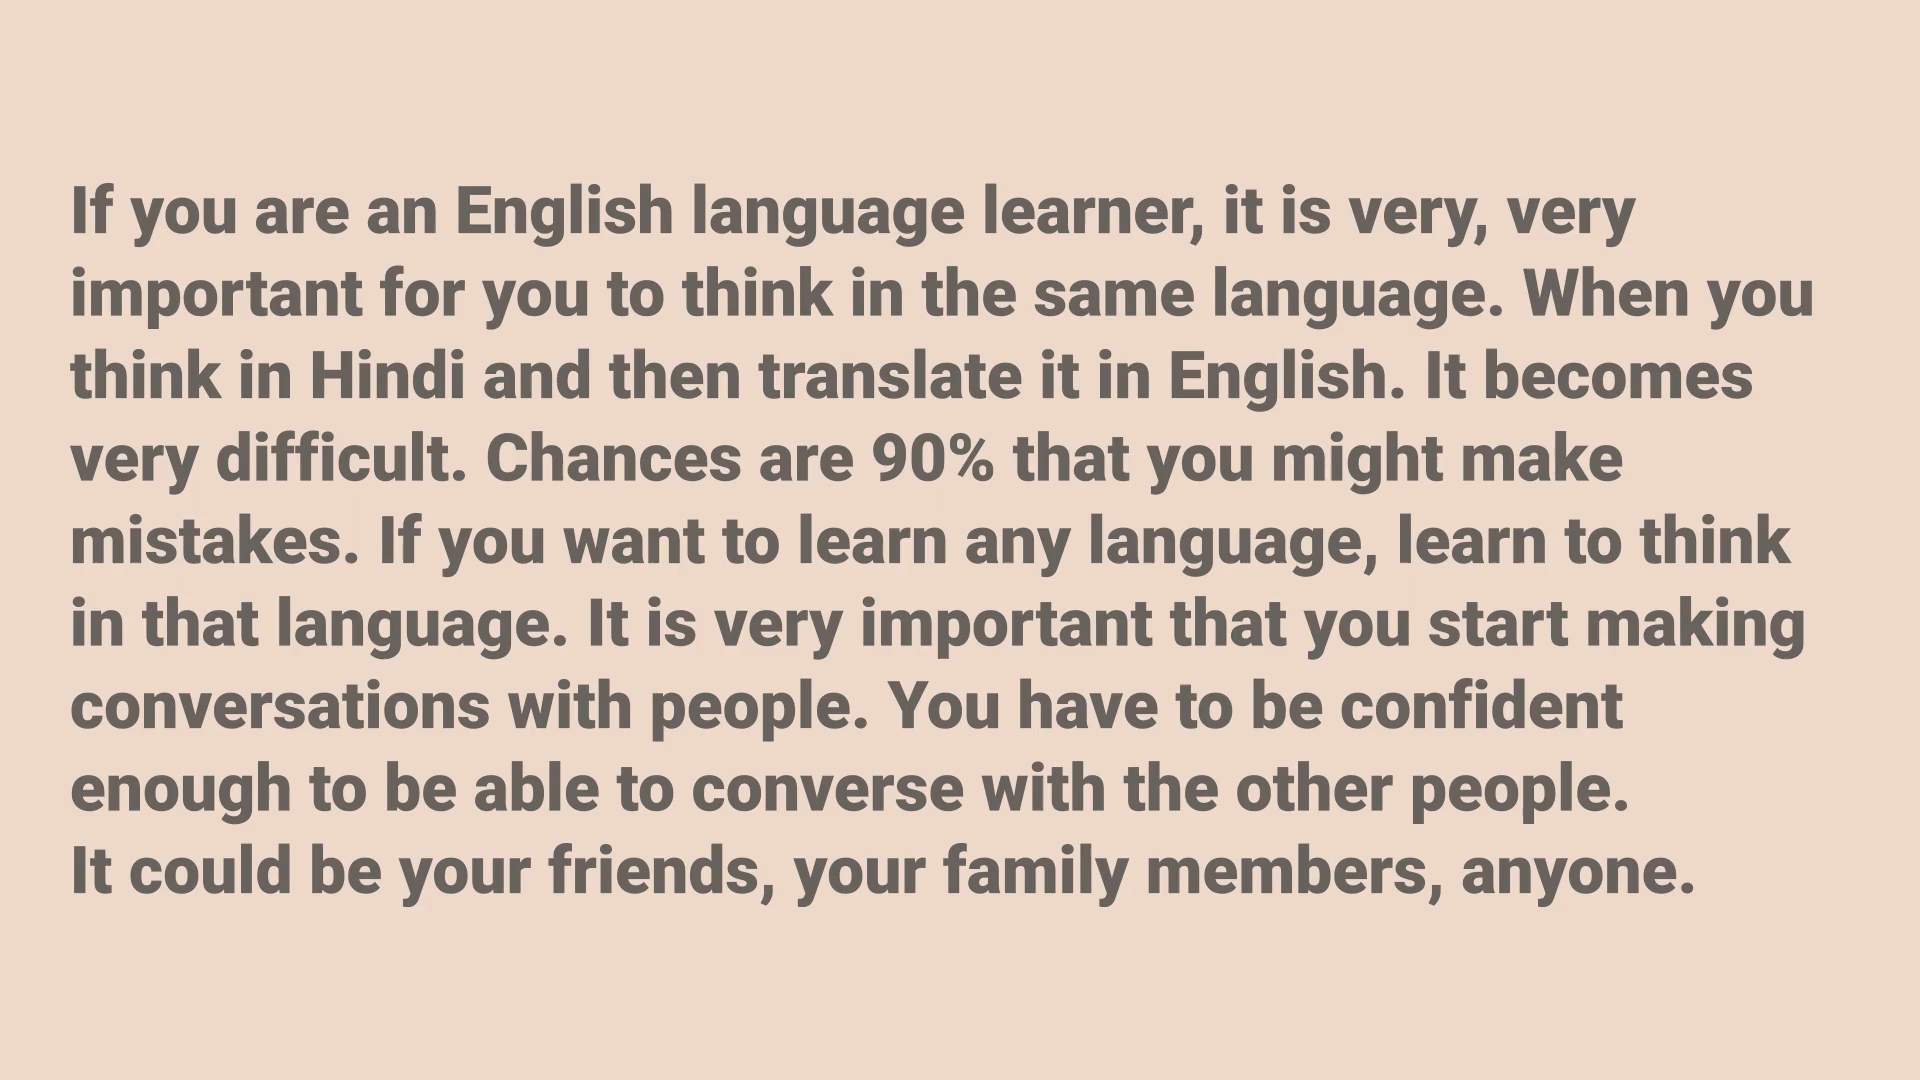 If you are an English language learner, it is very, very
important for you to think in the same language. When you
think in Hindi and then translate it in English. It becomes
very difficult. Chances are 90% that you might make
mistakes. If you want to learn any language, learn to think
in that language. It is very important that you start making
conversations with people. You have to be confident
enough to be able to converse with the other people.
It could be your friends, your family members, anyone.